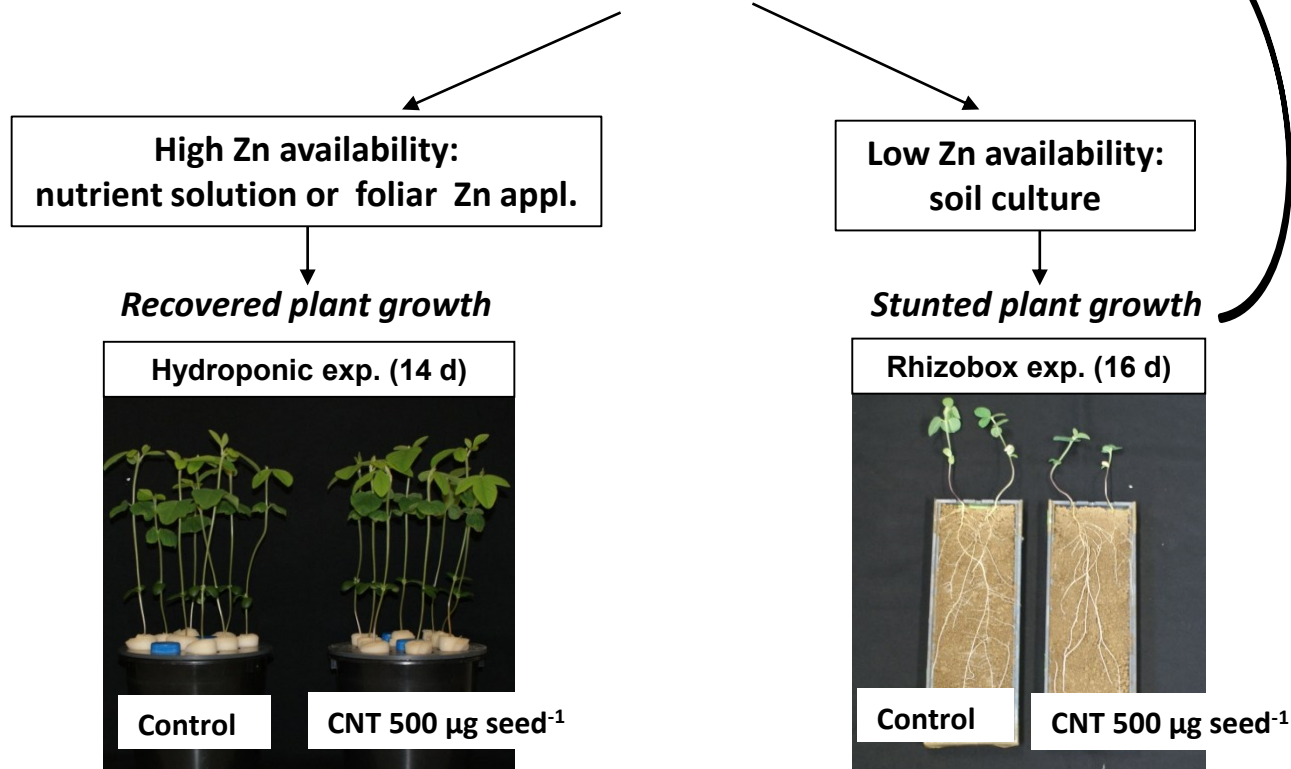 High Zn availability:
nutrient solution or foliar Zn appl.
Low Zn availability:
soil culture
Recovered plant growth
Stunted plant growth
Hydroponic exp. (14 d)
Rhizobox exp. (16 d)
Control
CNT 500 µg seed⁻¹
Control
CNT 500 µg seed⁻¹